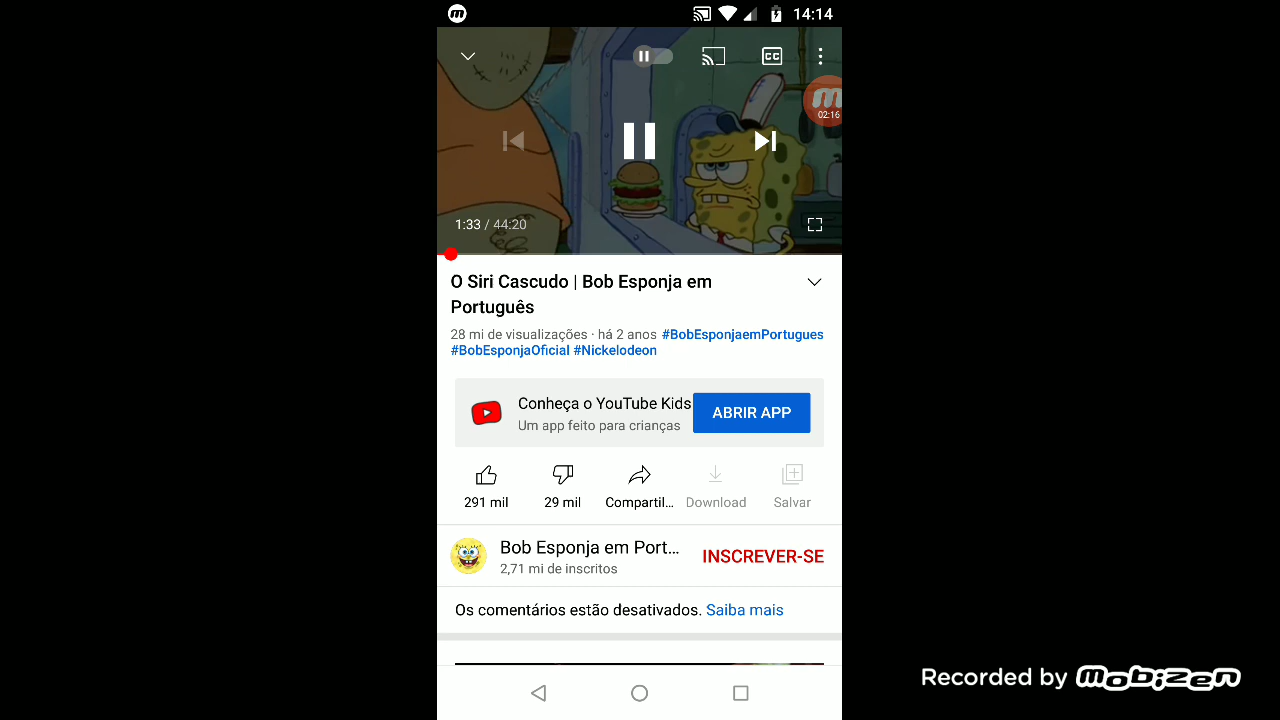 14:14
CC
02:16
1:33 / 44:20
O Siri Cascudo | Bob Esponja em
Português
28 mi de visualizações · há 2 anos #BobEsponjaemPortugues
#BobEsponjaOficial #Nickelodeon
Conheça o YouTube Kids
Um app feito para crianças
ABRIR APP
291 mil
29 mil
Compartil...
Download
Salvar
Bob Esponja em Port...
2,71 mi de inscritos
INSCREVER-SE
Os comentários estão desativados. Saiba mais
Recorded by mobizen